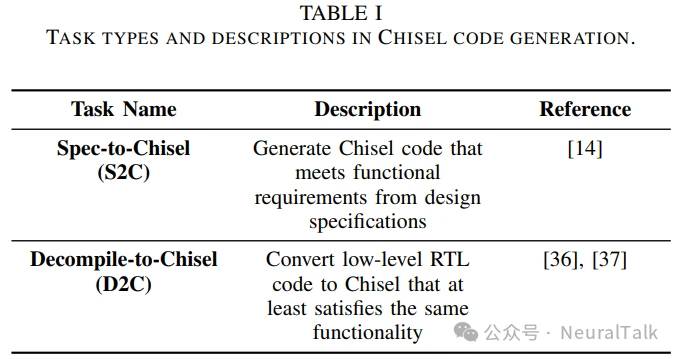 TABLE I
TASK TYPES AND DESCRIPTIONS IN CHISEL CODE GENERATION.
Task Name Description Reference
Spec-to-Chisel (S2C) Generate Chisel code that meets functional requirements from design specifications [14]
Decompile-to-Chisel (D2C) Convert low-level RTL code to Chisel that at least satisfies the same functionality [36], [37]
公众号 · NeuralTalk